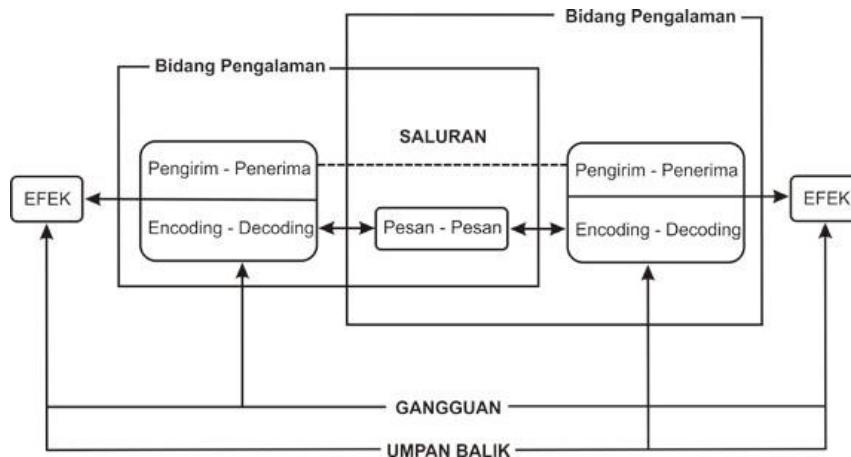 Bidang Pengalaman
Bidang Pengalaman
SALURAN
Pengirim - Penerima
Pengirim - Penerima
EFEK
EFEK
Encoding - Decoding
Pesan - Pesan
Encoding - Decoding
GANGGUAN
UMPAN BALIK